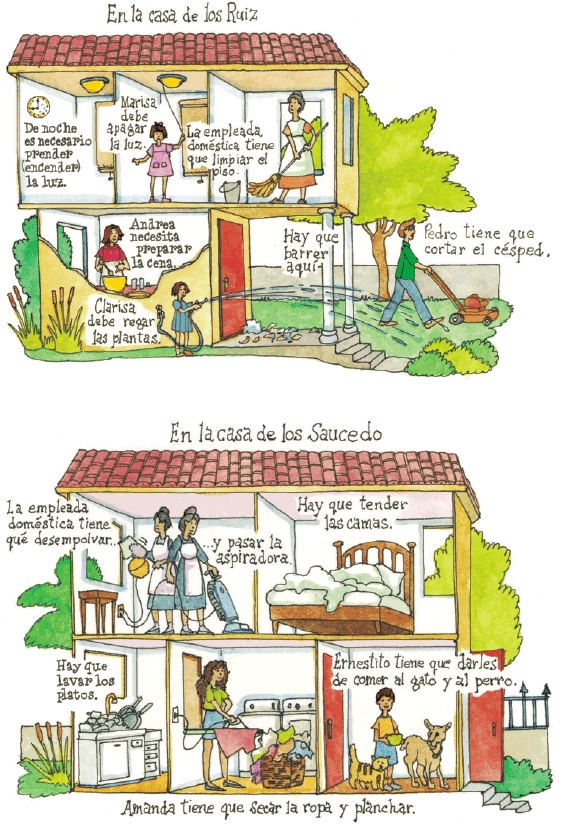 En la casa de los Ruiz
De noche
es necesario
prender
(encender)
la luz.
Marisa
debe
apagar
la luz.
La empleada
doméstica tiene
que limpiar el
piso.
Andrea
necesita
preparar
la cena.
Hay que
barrer
aquí.
Pedro tiene que
cortar el césped.
Clarisa
debe regar
las plantas.
En la casa de los Saucedo
La empleada
doméstica tiene
qué desempolvar...
...y pasar la
aspiradora.
Hay que tender
las camas.
Hay que
lavar los
platos.
Ernestito tiene que darles
de comer al gato y al perro.
Amanda tiene que secar la ropa y planchar.